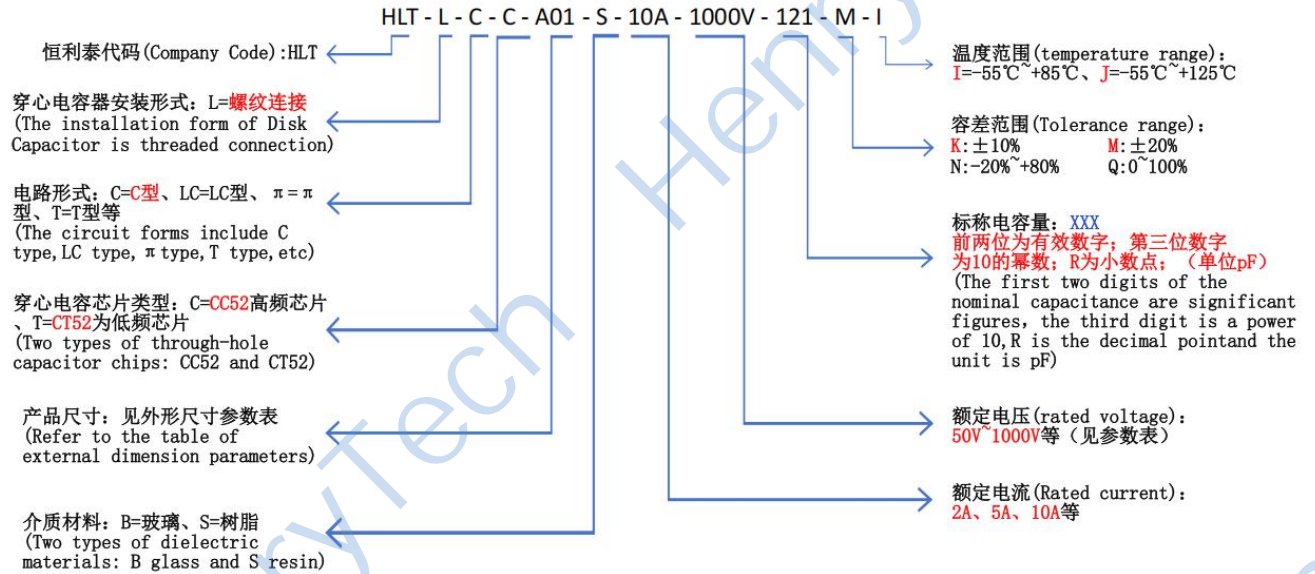 HLT - L - C - C - A01 - S - 10A - 1000V - 121 - M - I
恒利泰代码(Company Code):HLT
穿心电容器安装形式: L=螺纹连接
(The installation form of Disk
Capacitor is threaded connection)
电路形式: C=C型、LC=LC型、π=π
型、T=T型等
(The circuit forms include C
type,LC type, π type,T type,etc)
穿心电容芯片类型: C=CC52高频芯片
、T=CT52为低频芯片
(Two types of through-hole
capacitor chips: CC52 and CT52)
产品尺寸: 见外形尺寸参数表
(Refer to the table of
external dimension parameters)
介质材料: B=玻璃、S=树脂
(Two types of dielectric
materials: B glass and S resin)
温度范围(temperature range):
I=-55℃~+85℃、J=-55℃~+125℃
容差范围(Tolerance range):
K:±10% M:±20%
N:-20%~+80% Q:0~100%
标称电容量: XXX
前两位为有效数字; 第三位数字
为10的幂数; R为小数点; (单位pF)
(The first two digits of the
nominal capacitance are significant
figures, the third digit is a power
of 10,R is the decimal pointand the
unit is pF)
额定电压(rated voltage):
50V~1000V等（见参数表）
额定电流(Rated current):
2A、5A、10A等
HenryTech
Henry